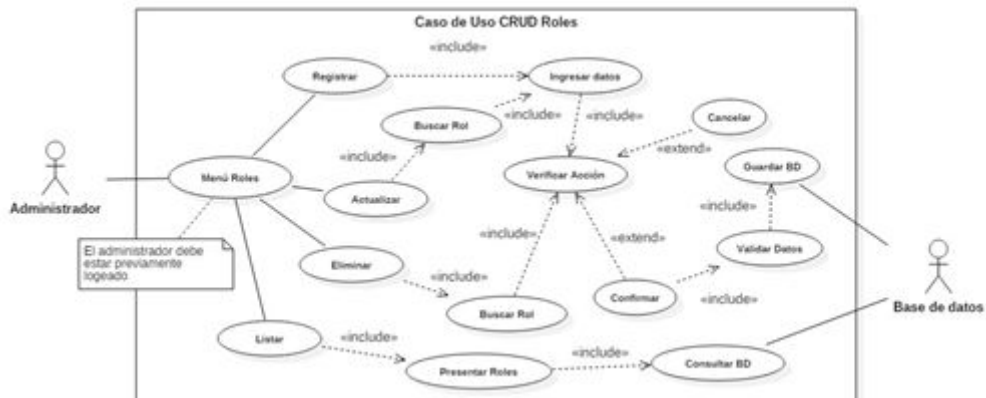 Caso de Uso CRUD Roles
«include»
Registrar
Ingresar datos
Buscar Rol
«include»
«include»
Cancelar
«include»
«extend»
Guardar BD
Menú Roles
Verificar Acción
Administrador
Actualizar
«include»
«include»
«extend»
Validar Datos
El administrador debe
estar previamente
logeado
Eliminar
Confirmar
«include»
Base de datos
Buscar Rol
Listar
«include»
«include»
Presentar Roles
Consultar BD